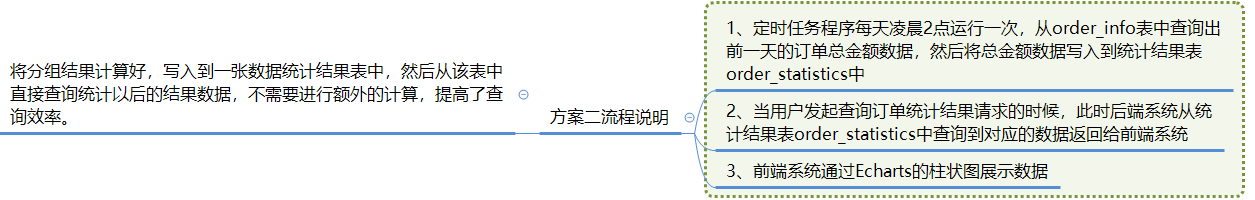 将分组结果计算好，写入到一张数据统计结果表中，然后从该表中
直接查询统计以后的结果数据，不需要进行额外的计算，提高了查
询效率。
方案二流程说明
1、定时任务程序每天凌晨2点运行一次，从order_info表中查询出
前一天的订单总金额数据，然后将总金额数据写入到统计结果表
order_statistics中
2、当用户发起查询订单统计结果请求的时候，此时后端系统从统
计结果表order_statistics中查询到对应的数据返回给前端系统
3、前端系统通过Echarts的柱状图展示数据